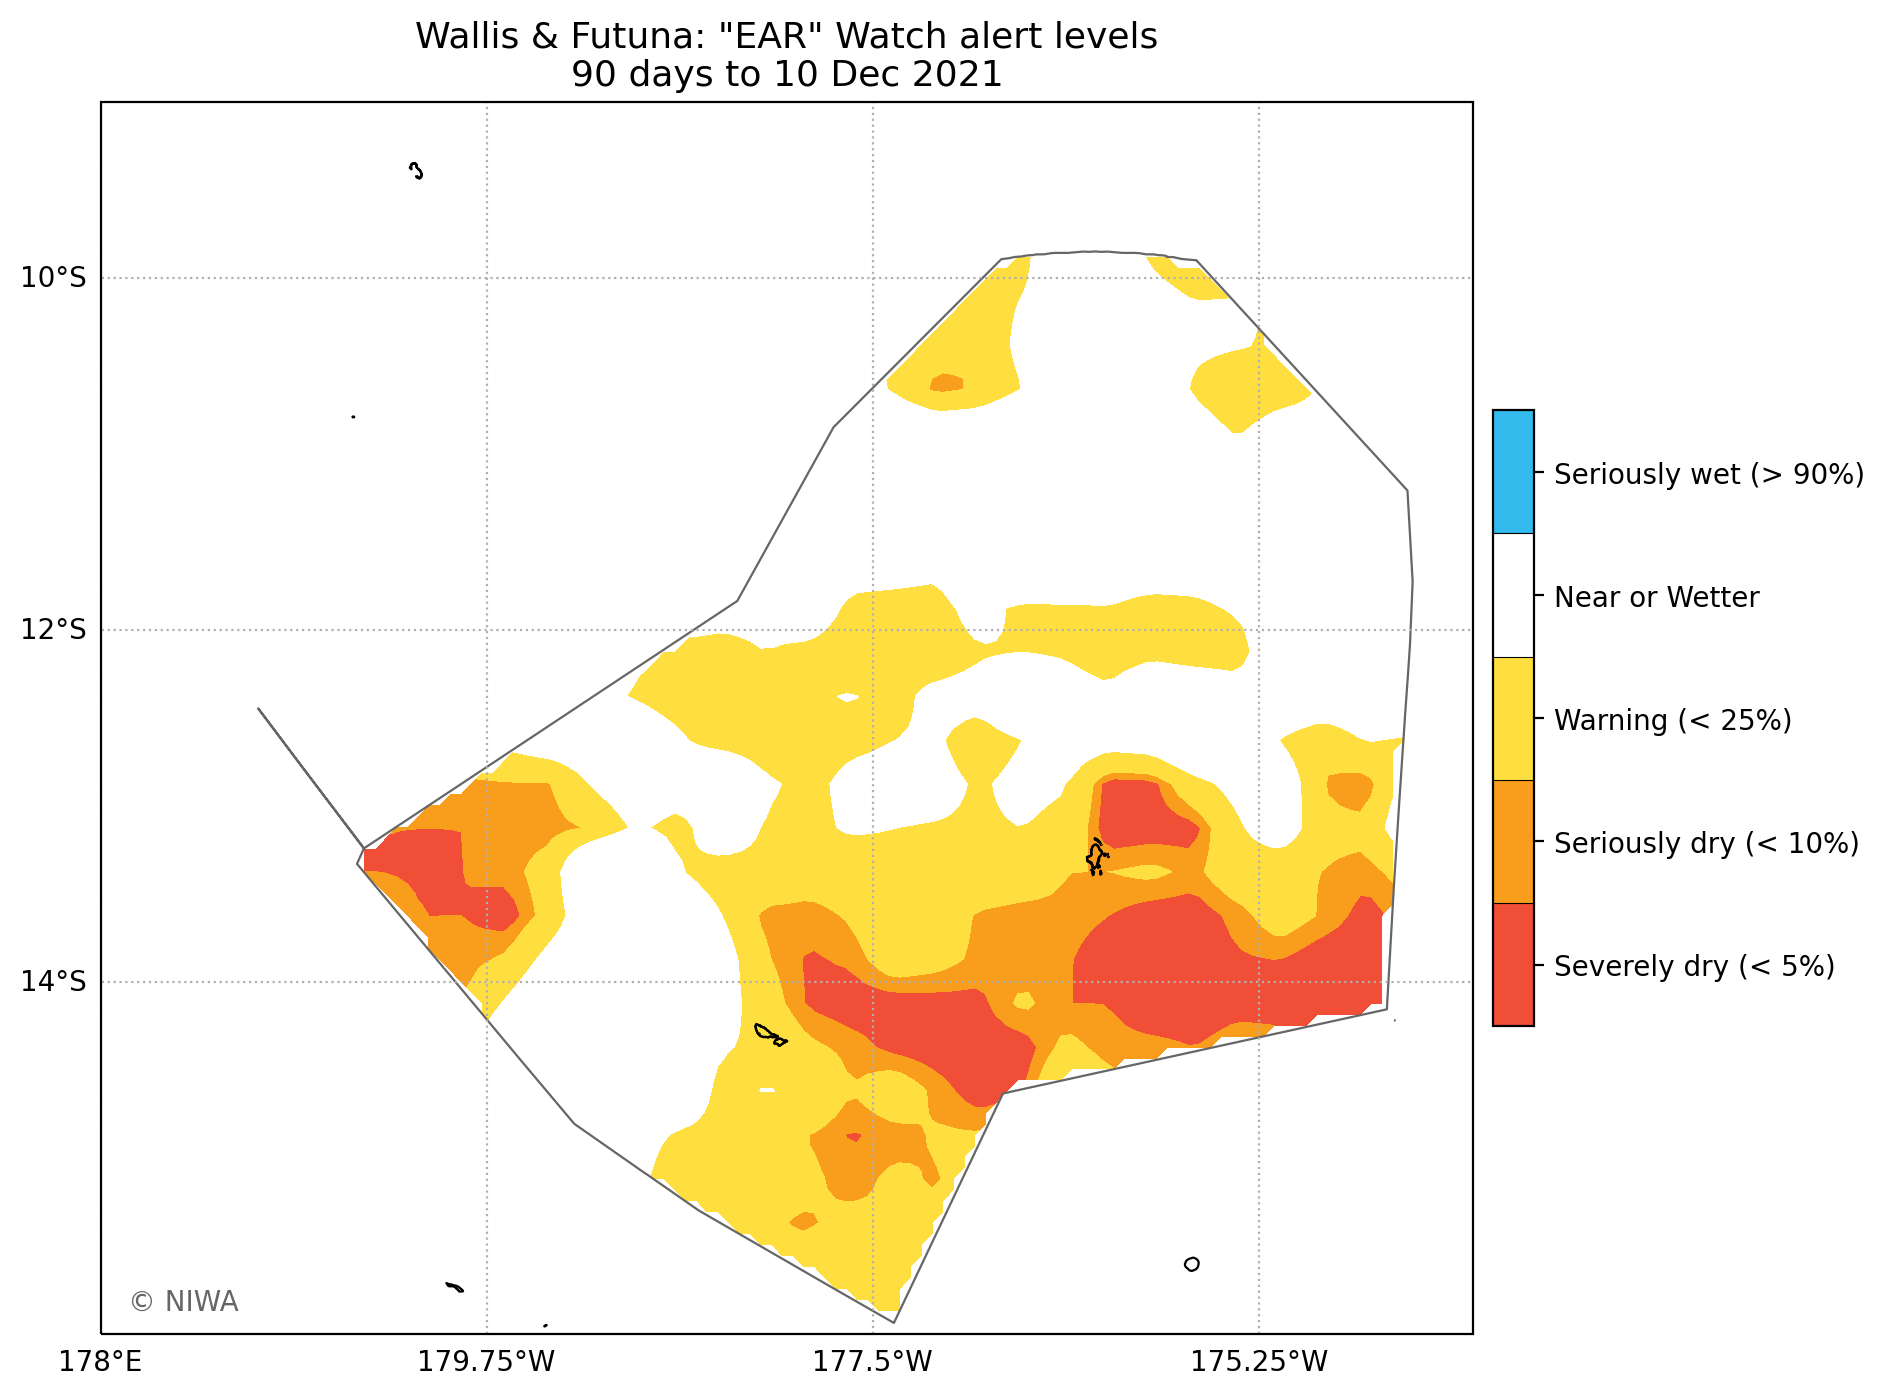 Wallis & Futuna: "EAR" Watch alert levels
90 days to 10 Dec 2021
10°S
12°S
14°S
178°E
179.75°W
177.5°W
175.25°W
Seriously wet (> 90%)
Near or Wetter
Warning (< 25%)
Seriously dry (< 10%)
Severely dry (< 5%)
© NIWA